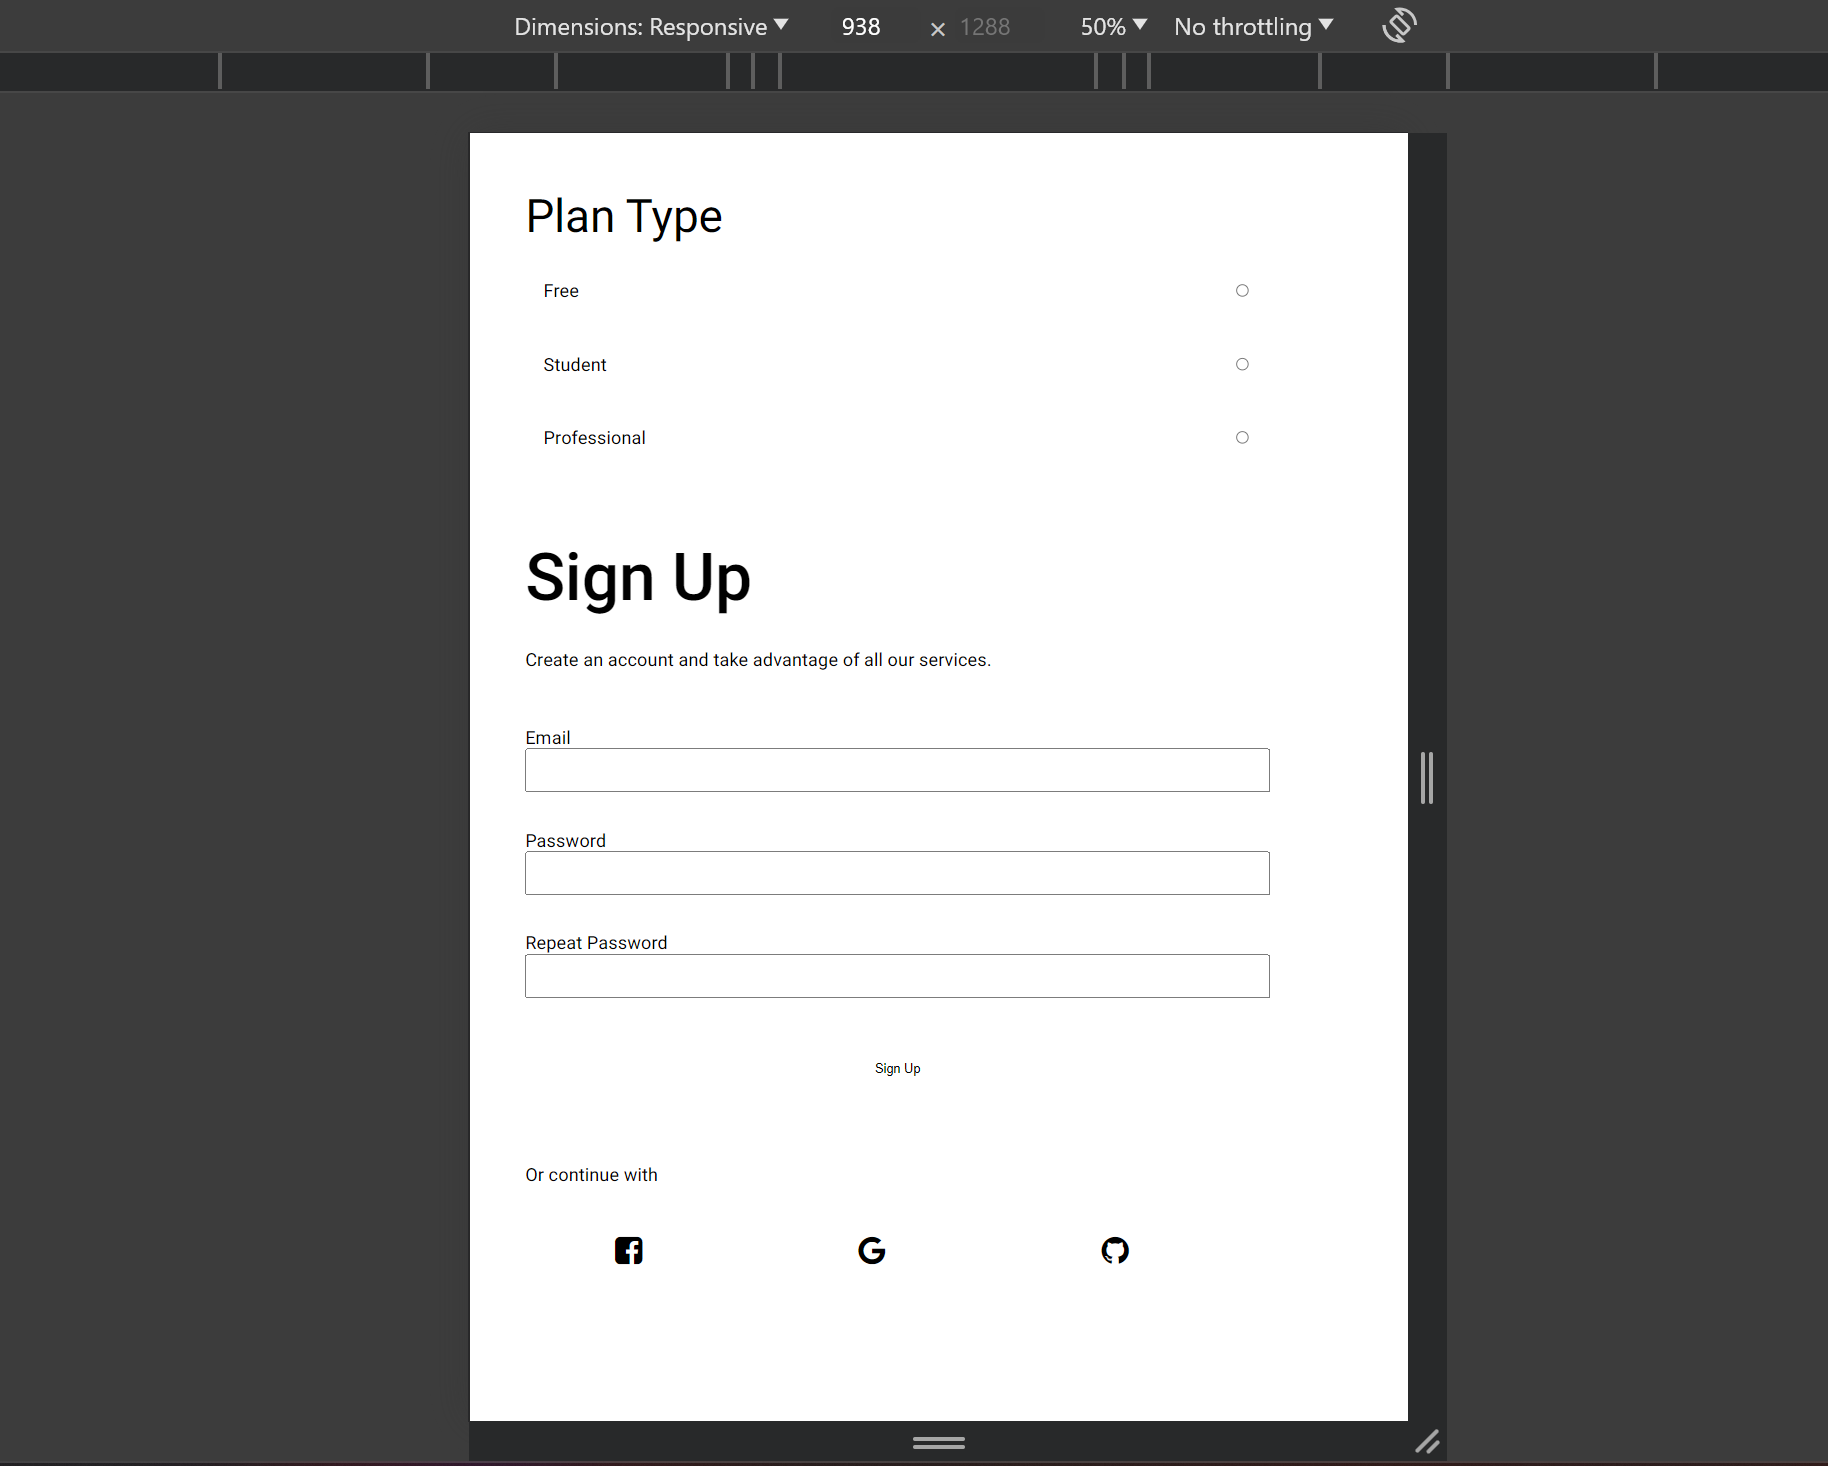 Dimensions: Responsive 938 × 1288 50% No throttling
Plan Type
Free
Student
Professional
Sign Up
Create an account and take advantage of all our services.
Email
Password
Repeat Password
Sign Up
Or continue with